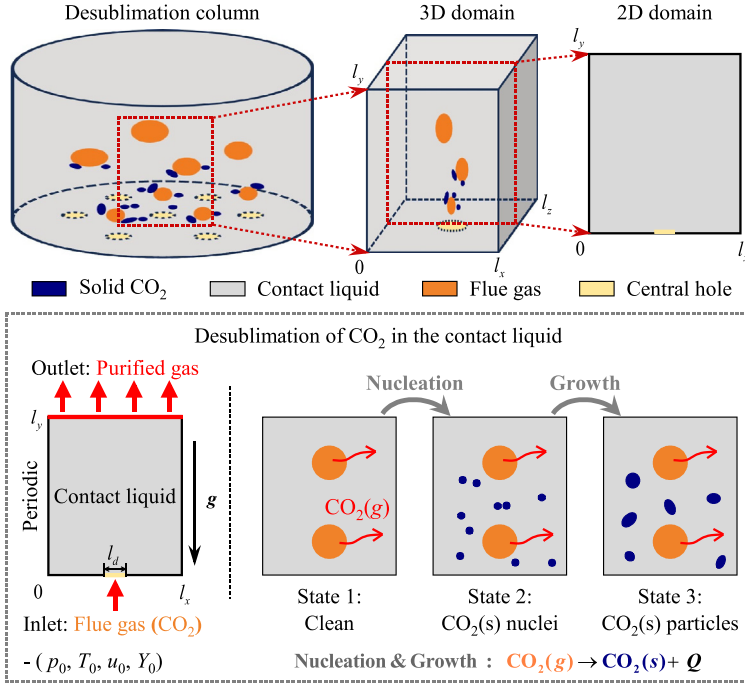 Desublimation column
3D domain
2D domain
l_y
l_y
l_z
0
l_x
0
l_x
Solid CO₂
Contact liquid
Flue gas
Central hole
Desublimation of CO₂ in the contact liquid
Outlet: Purified gas
l_y
Periodic
Contact liquid
g
l_d
0
l_x
Inlet: Flue gas (CO₂)
- ( p₀, T₀, u₀, Y₀)
Nucleation
Growth
CO₂(g)
State 1:
Clean
State 2:
CO₂(s) nuclei
State 3:
CO₂(s) particles
Nucleation & Growth : CO₂(g) → CO₂(s) + Q